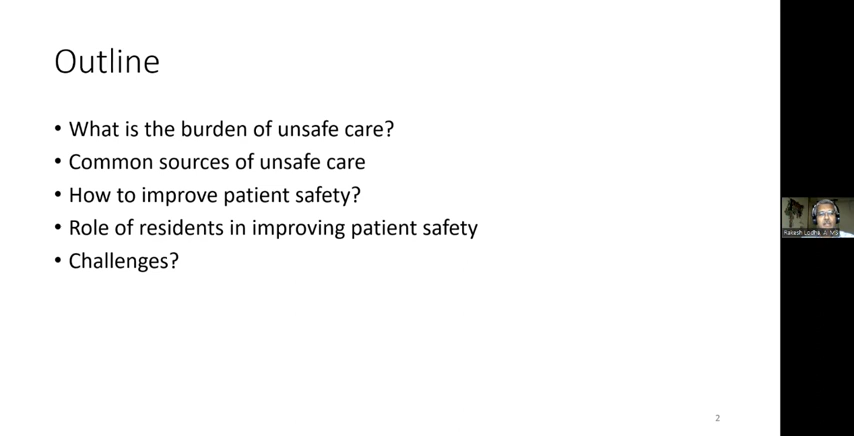 Outline
• What is the burden of unsafe care?
• Common sources of unsafe care
• How to improve patient safety?
• Role of residents in improving patient safety
• Challenges?
Rakesh Lodha, AIIMS
2